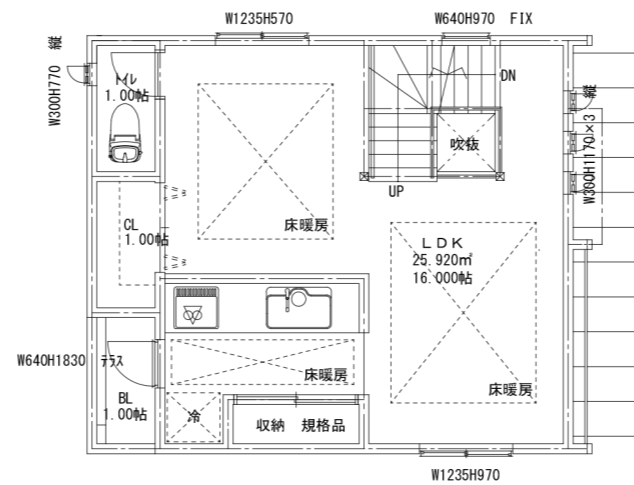 W1235H570
W640H970 FIX
W300H770 縦
トイレ
1.00帖
DN
吹抜
W300H1170×3 縦
UP
CL
1.00帖
床暖房
LDK
25.920㎡
16.000帖
W640H1830 テラス
床暖房
床暖房
BL
1.00帖
冷
収納 規格品
W1235H970